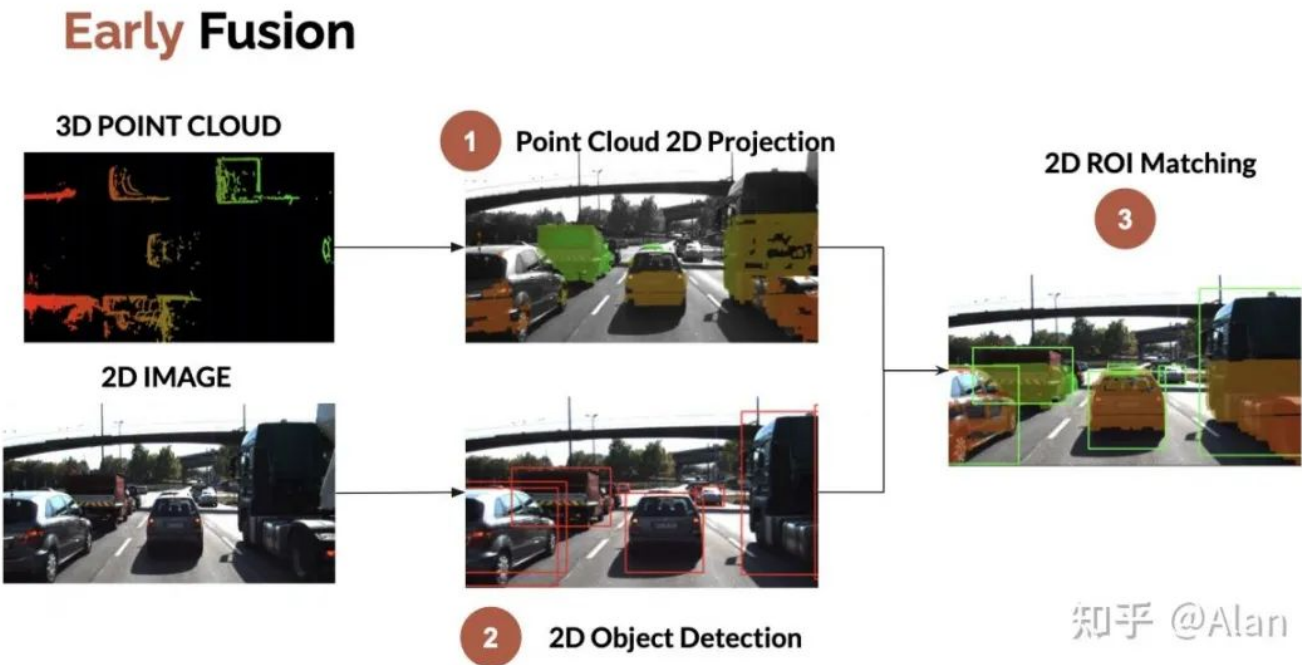 Early Fusion
3D POINT CLOUD
1
Point Cloud 2D Projection
2D ROI Matching
3
2D IMAGE
2
2D Object Detection
知乎 @Alan